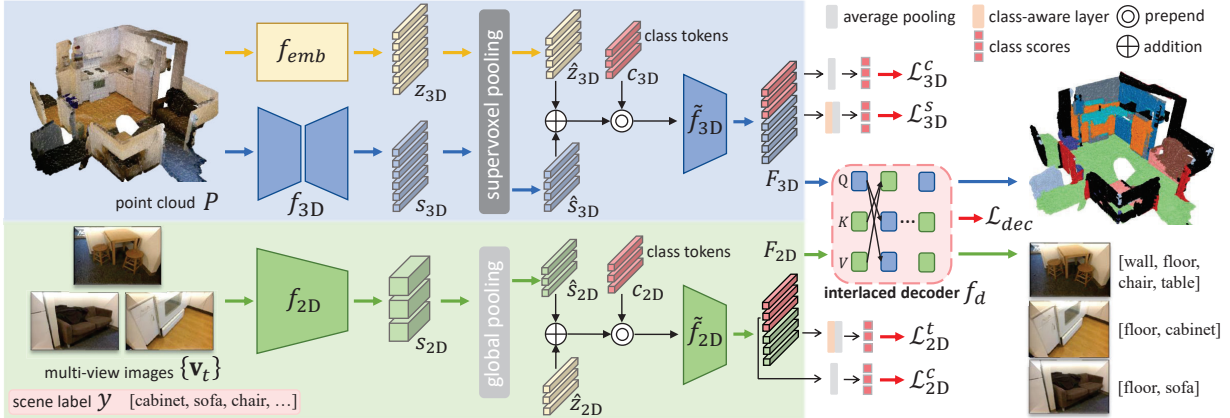 point cloud P
f_emb
f_3D
z_3D
s_3D
supervoxel pooling
ẑ_3D
class tokens
c_3D
ŝ_3D
f̃_3D
F_3D
average pooling
class-aware layer
prepend
class scores
addition
ℒ^c_3D
ℒ^s_3D
multi-view images {v_t}
scene label y [cabinet, sofa, chair, …]
f_2D
s_2D
global pooling
ŝ_2D
class tokens
c_2D
ẑ_2D
f̃_2D
F_2D
Q
K
V
...
interlaced decoder f_d
ℒ_dec
ℒ^t_2D
ℒ^c_2D
[wall, floor,
chair, table]
[floor, cabinet]
[floor, sofa]